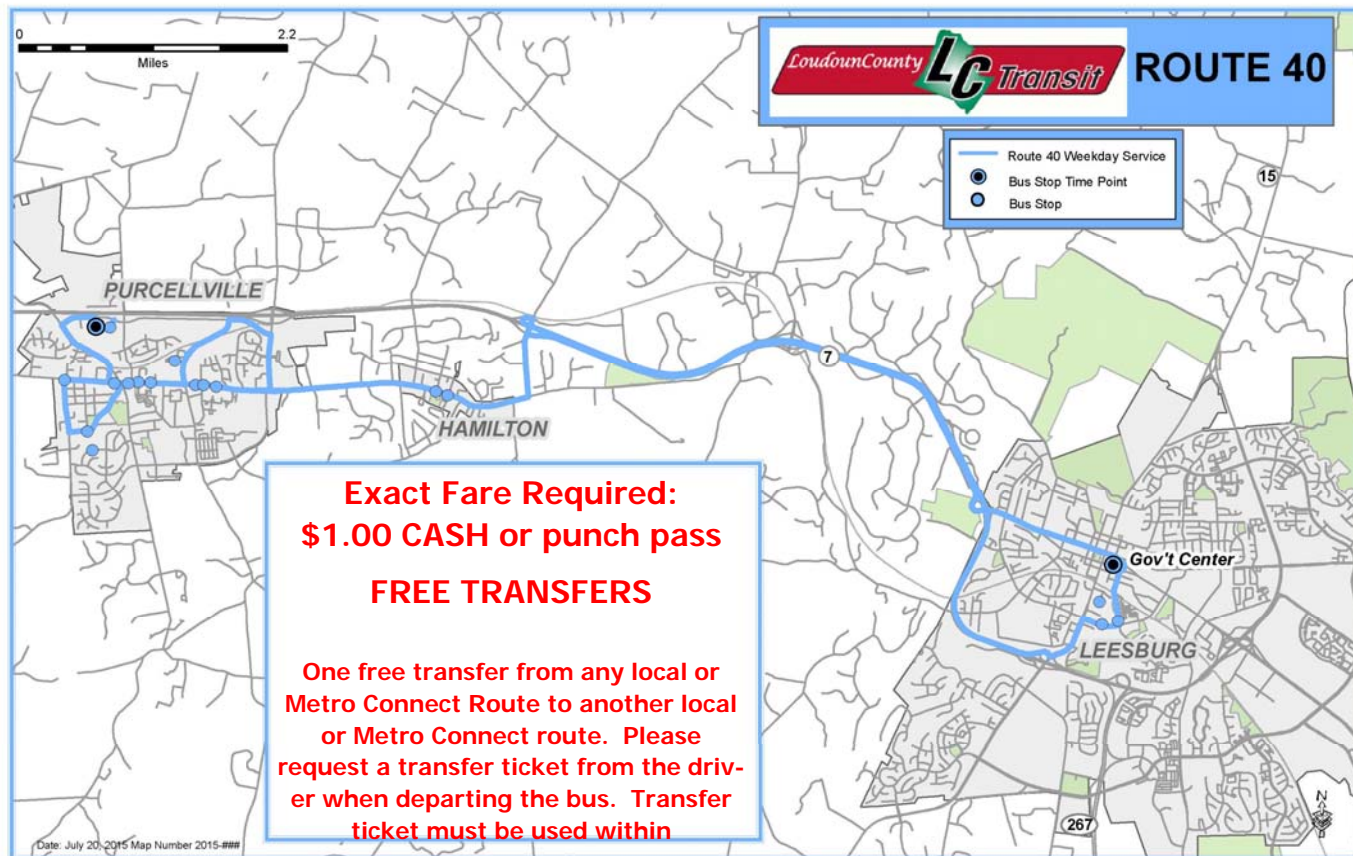 0 2.2
Miles
LoudounCounty LC Transit ROUTE 40
Route 40 Weekday Service
Bus Stop Time Point
Bus Stop
15
PURCELLVILLE
7
HAMILTON
Exact Fare Required:
$1.00 CASH or punch pass
FREE TRANSFERS
One free transfer from any local or
Metro Connect Route to another local
or Metro Connect route. Please
request a transfer ticket from the driv-
er when departing the bus. Transfer
ticket must be used within
Gov't Center
LEESBURG
267
N
Date: July 20, 2015 Map Number 2015-###